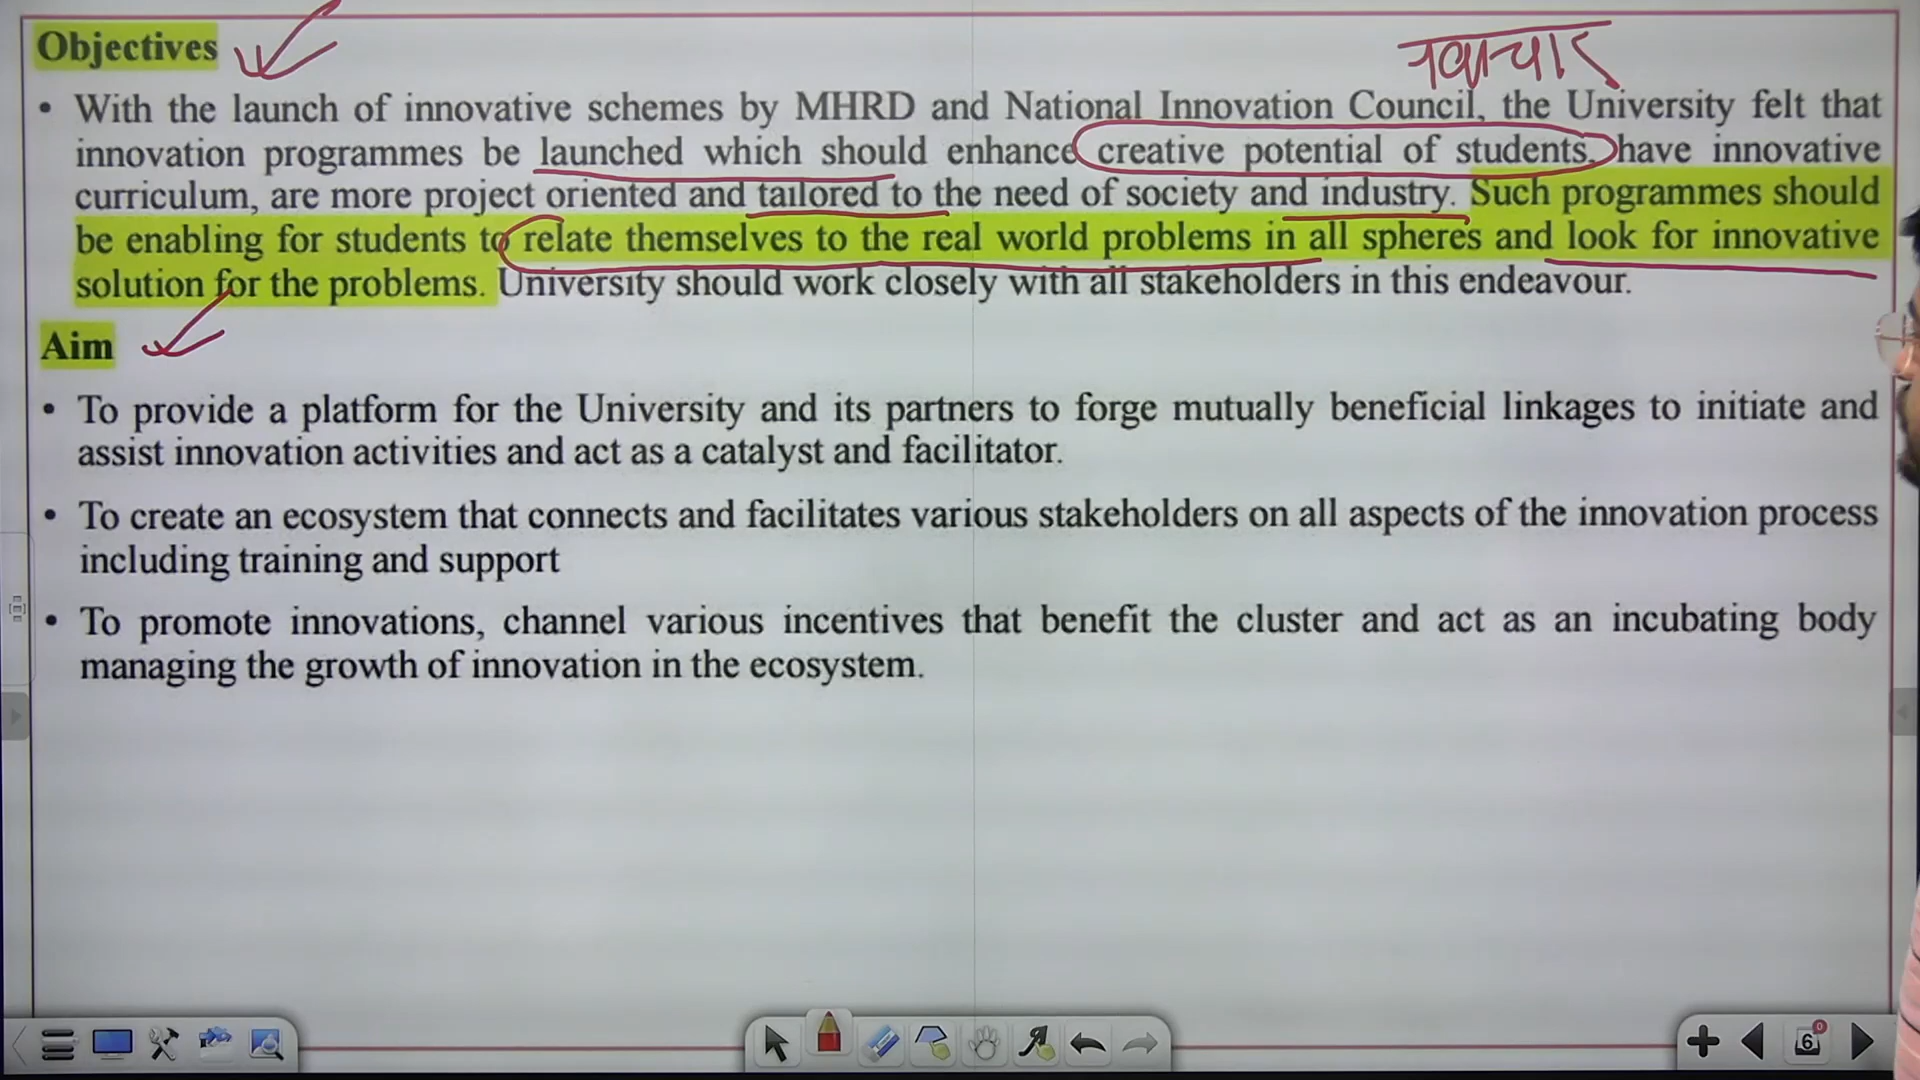 Objectives
नवाचार
• With the launch of innovative schemes by MHRD and National Innovation Council, the University felt that
innovation programmes be launched which should enhance creative potential of students, have innovative
curriculum, are more project oriented and tailored to the need of society and industry. Such programmes should
be enabling for students to relate themselves to the real world problems in all spheres and look for innovative
solution for the problems. University should work closely with all stakeholders in this endeavour.
Aim
• To provide a platform for the University and its partners to forge mutually beneficial linkages to initiate and
assist innovation activities and act as a catalyst and facilitator.
• To create an ecosystem that connects and facilitates various stakeholders on all aspects of the innovation process
including training and support
• To promote innovations, channel various incentives that benefit the cluster and act as an incubating body
managing the growth of innovation in the ecosystem.
6
0